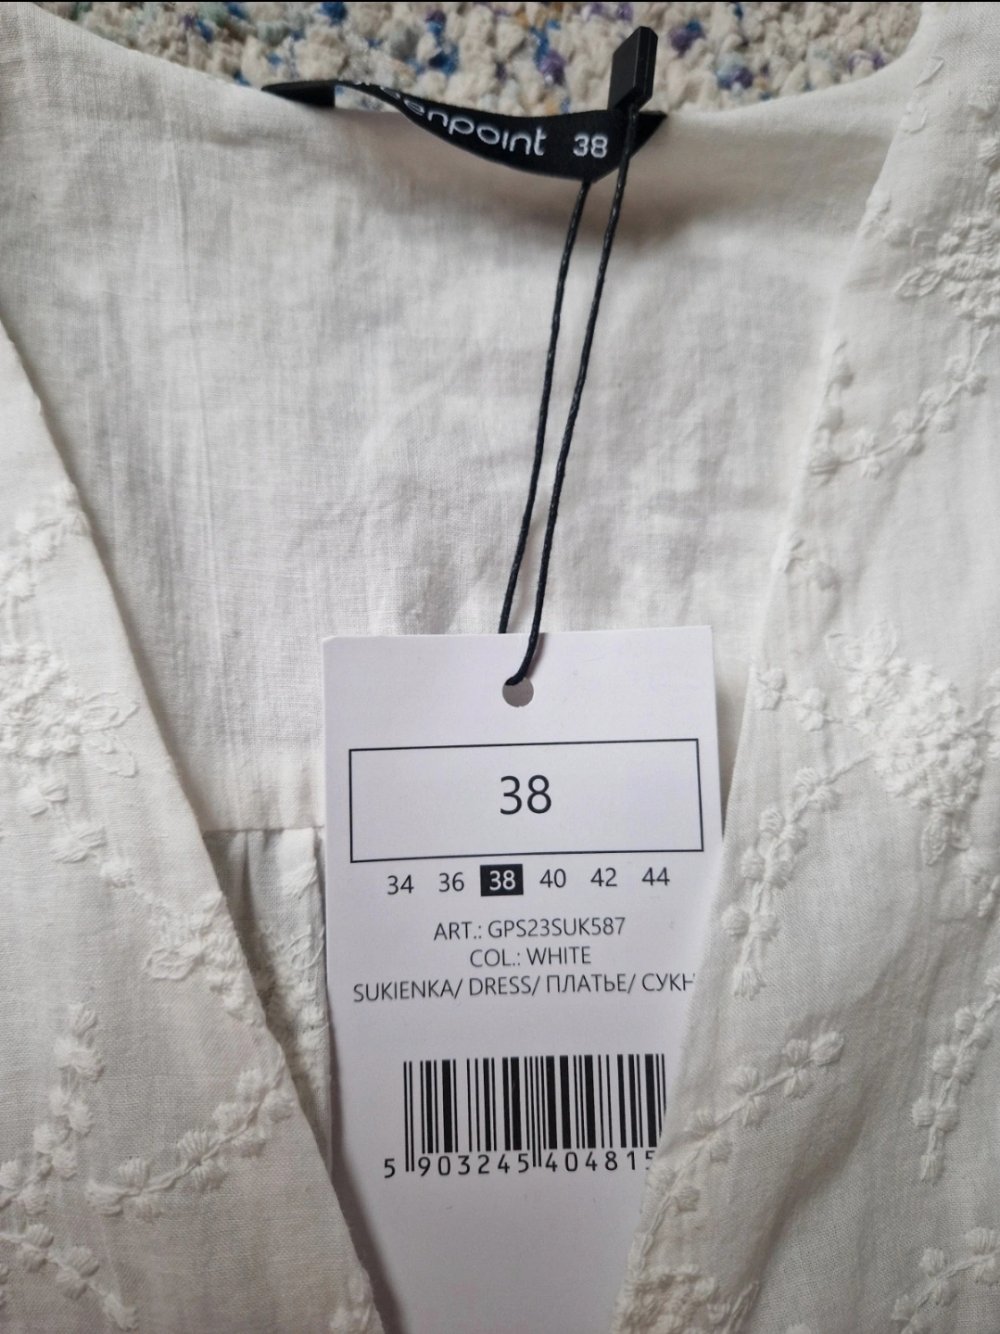 enpoint 38
38
34 36 38 40 42 44
ART.: GPS23SUK587
COL.: WHITE
SUKIENKA/ DRESS/ ПЛАТЬЕ/ СУКН
5 903245 404815